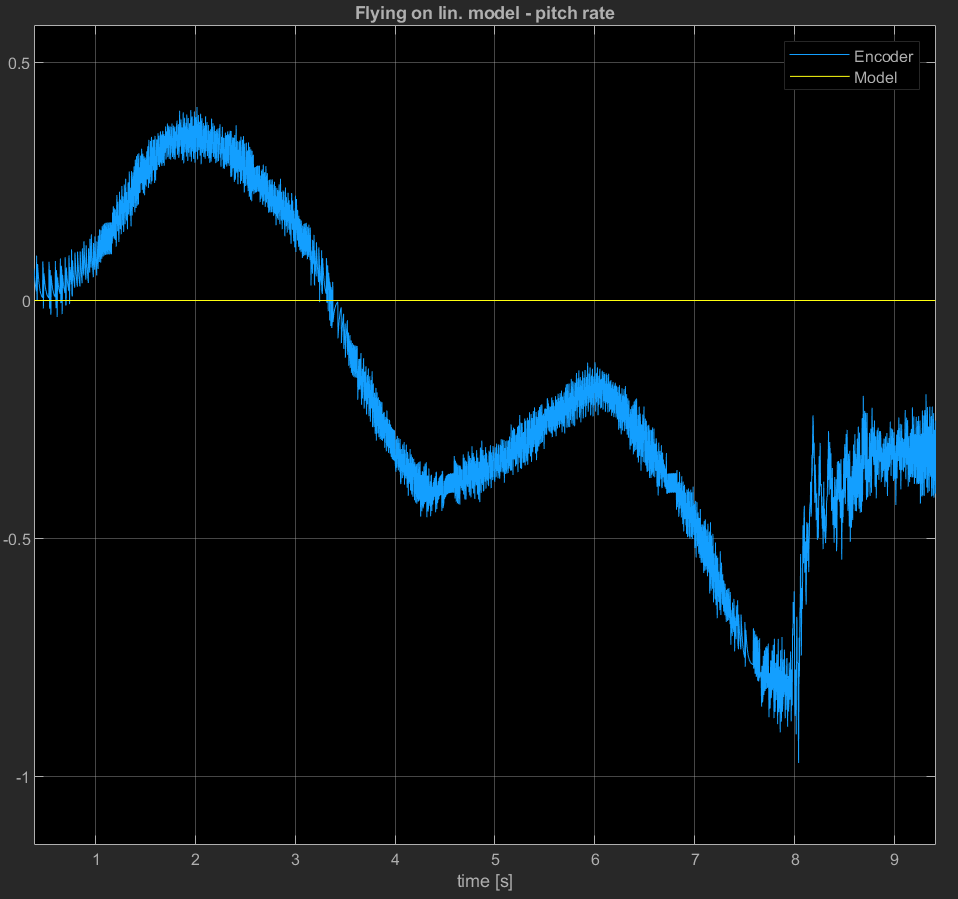 Flying on lin. model - pitch rate
Encoder
Model
0.5
0
-0.5
-1
1 2 3 4 5 6 7 8 9
time [s]